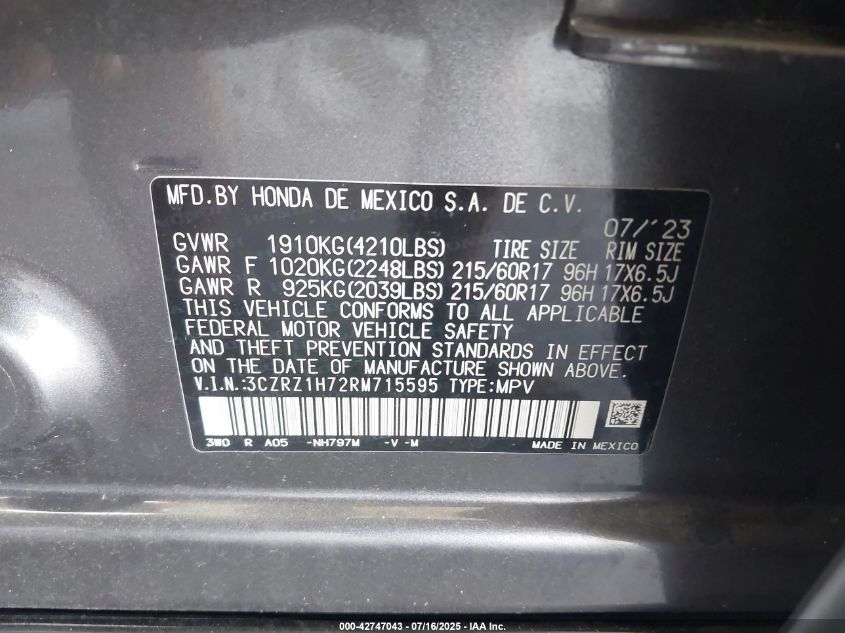 MFD.BY HONDA DE MEXICO S.A. DE C.V.
07/'23
GVWR 1910KG(4210LBS) TIRE SIZE RIM SIZE
GAWR F 1020KG(2248LBS) 215/60R17 96H 17X6.5J
GAWR R 925KG(2039LBS) 215/60R17 96H 17X6.5J
THIS VEHICLE CONFORMS TO ALL APPLICABLE
FEDERAL MOTOR VEHICLE SAFETY
AND THEFT PREVENTION STANDARDS IN EFFECT
ON THE DATE OF MANUFACTURE SHOWN ABOVE.
V.I.N.:3CZRZ1H72RM715595 TYPE:MPV
3W0 R A05 -NH797M -V -M MADE IN MEXICO
000-42747043 - 07/16/2025 - IAA Inc.